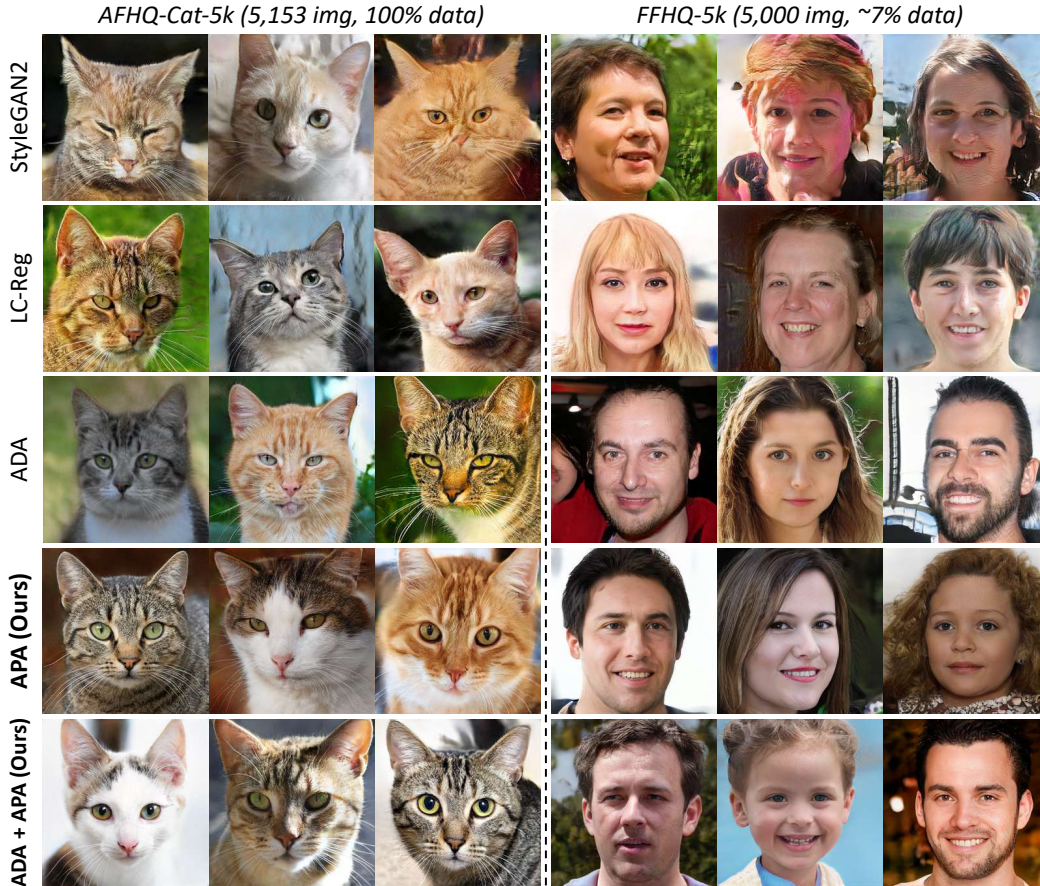 AFHQ-Cat-5k (5,153 img, 100% data)
FFHQ-5k (5,000 img, ~7% data)
StyleGAN2
LC-Reg
ADA
APA (Ours)
ADA + APA (Ours)